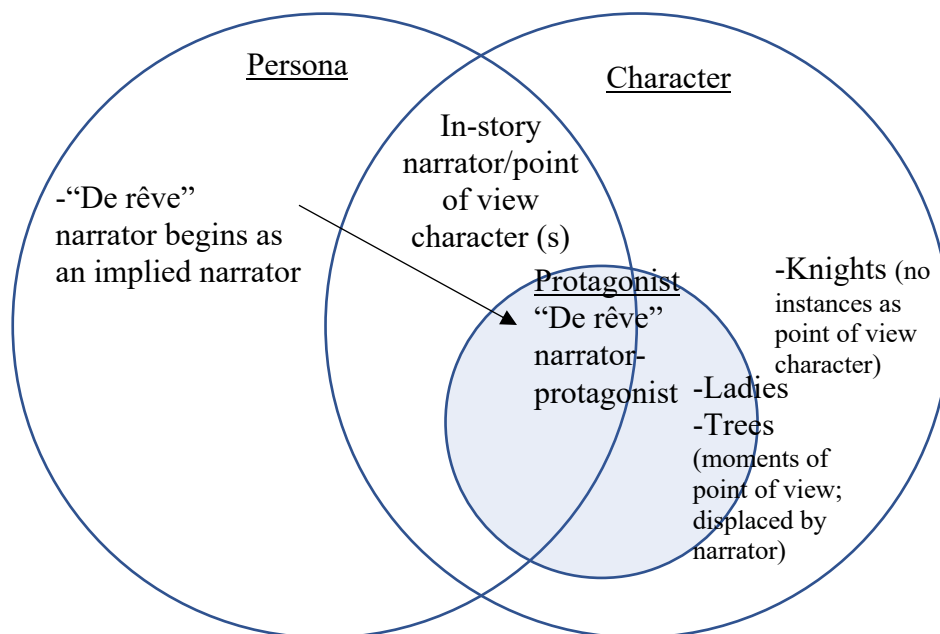 Persona
Character
In-story
narrator/point
of view
character (s)
-“De rêve”
narrator begins as
an implied narrator
Protagonist
“De rêve”
narrator-
protagonist
-Knights (no
instances as
point of view
character)
-Ladies
-Trees
(moments of
point of view;
displaced by
narrator)